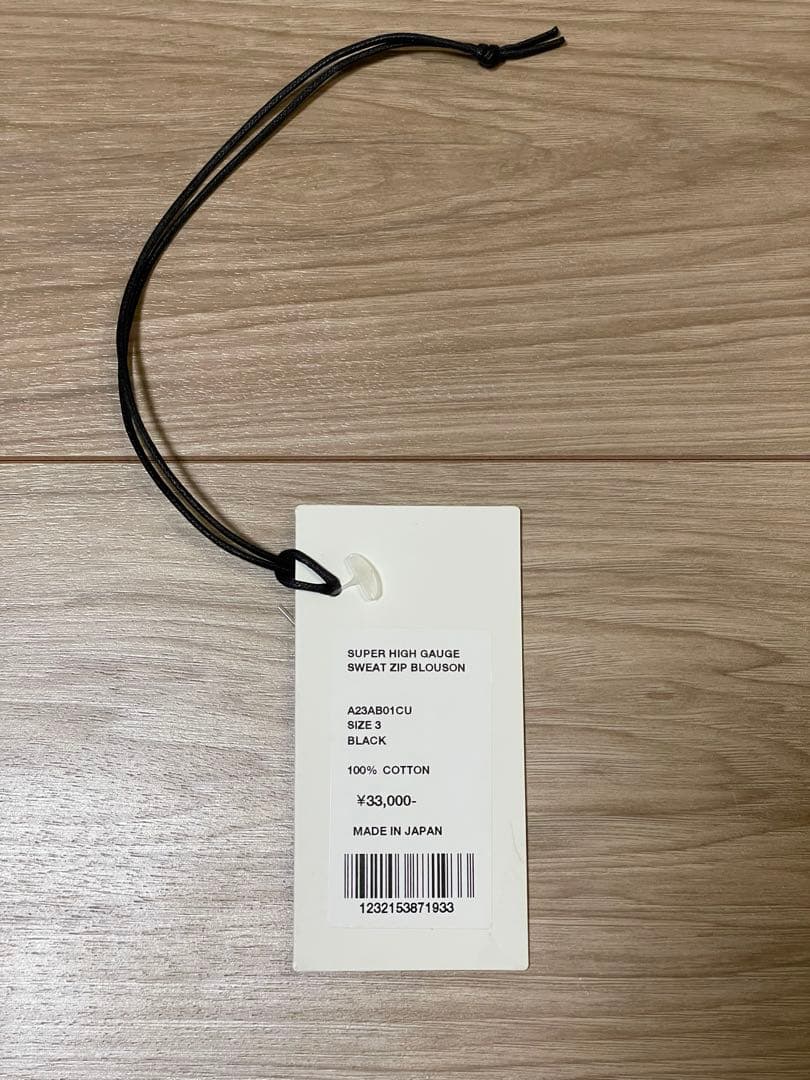 SUPER HIGH GAUGE
SWEAT ZIP BLOUSON
A23AB01CU
SIZE 3
BLACK
100% COTTON
¥33,000-
MADE IN JAPAN
1232153871933